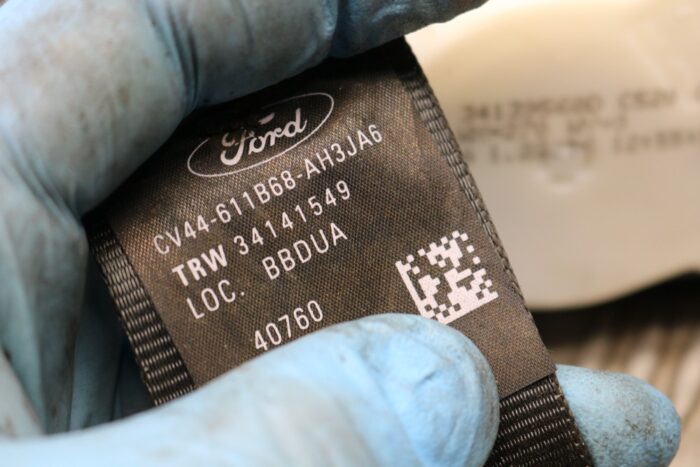 Ford
CV44-611B68-AH3JA6
TRW 34141549
LOC. BBDUA
40760